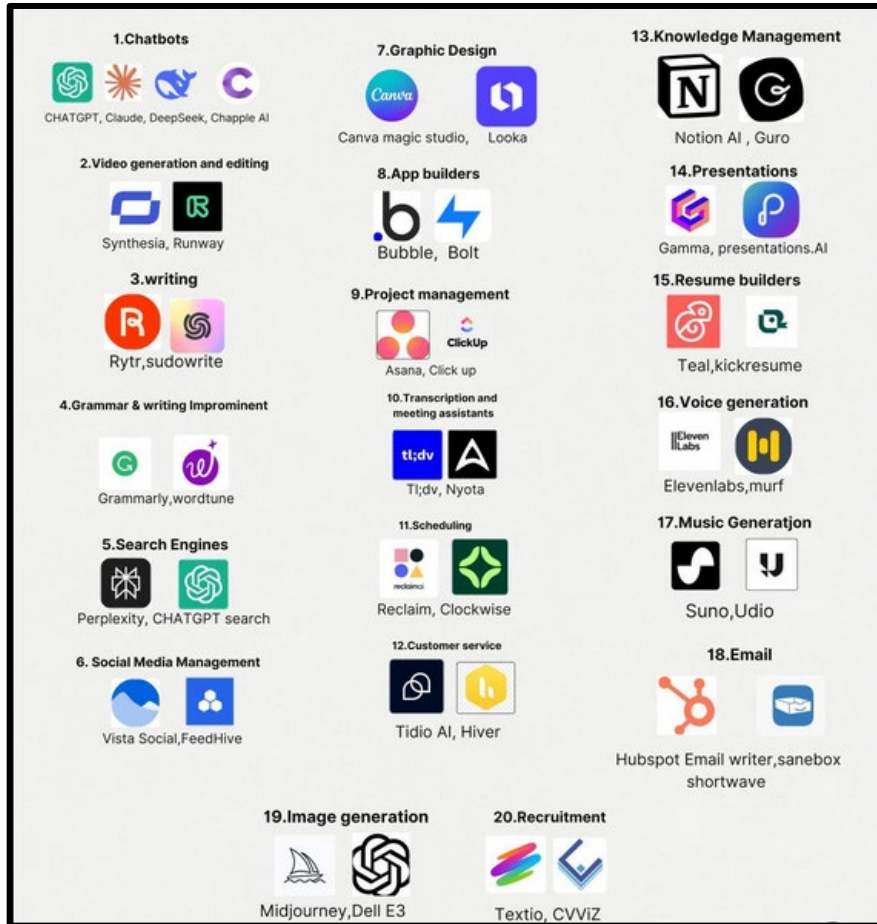 1.Chatbots
CHATGPT, Claude, DeepSeek, Chapple AI
2.Video generation and editing
Synthesia, Runway
3.writing
Rytr,sudowrite
4.Grammar & writing Improminent
Grammarly,wordtune
5.Search Engines
Perplexity, CHATGPT search
6. Social Media Management
Vista Social,FeedHive
7.Graphic Design
Canva
Canva magic studio, Looka
8.App builders
.b
Bubble, Bolt
9.Project management
ClickUp
Asana, Click up
10.Transcription and
meeting assistants
tl;dv
Tl;dv, Nyota
11.Scheduling
reclaimai
Reclaim, Clockwise
12.Customer service
Tidio AI, Hiver
13.Knowledge Management
N
Notion AI , Guro
14.Presentations
Gamma, presentations.AI
15.Resume builders
Teal,kickresume
16.Voice generation
IIEleven
Labs
Elevenlabs,murf
17.Music Generatjon
Suno,Udio
18.Email
Hubspot Email writer,sanebox
shortwave
19.Image generation
Midjourney,Dell E3
20.Recruitment
Textio, CVViZ